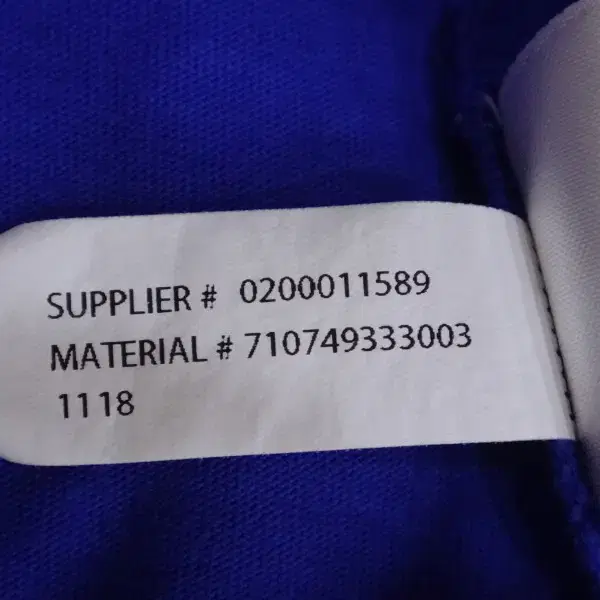 SUPPLIER # 0200011589
MATERIAL # 710749333003
1118